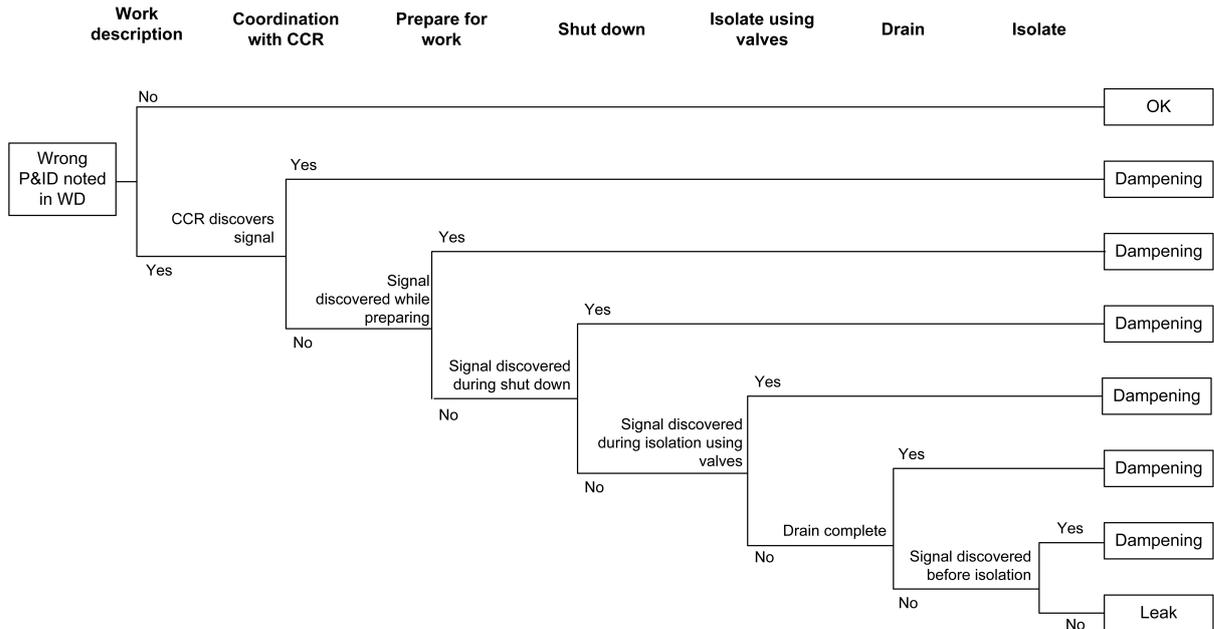 Work
description
Coordination
with CCR
Prepare for
work
Shut down
Isolate using
valves
Drain
Isolate
No
OK
Wrong
P&ID noted
in WD
Yes
Dampening
CCR discovers
signal
Yes
Yes
Dampening
Signal
discovered while
preparing
No
Yes
Dampening
Signal discovered
during shut down
No
Yes
Dampening
Signal discovered
during isolation using
valves
No
Yes
Dampening
Drain complete
No
Yes
Dampening
Signal discovered
before isolation
No
Leak
No